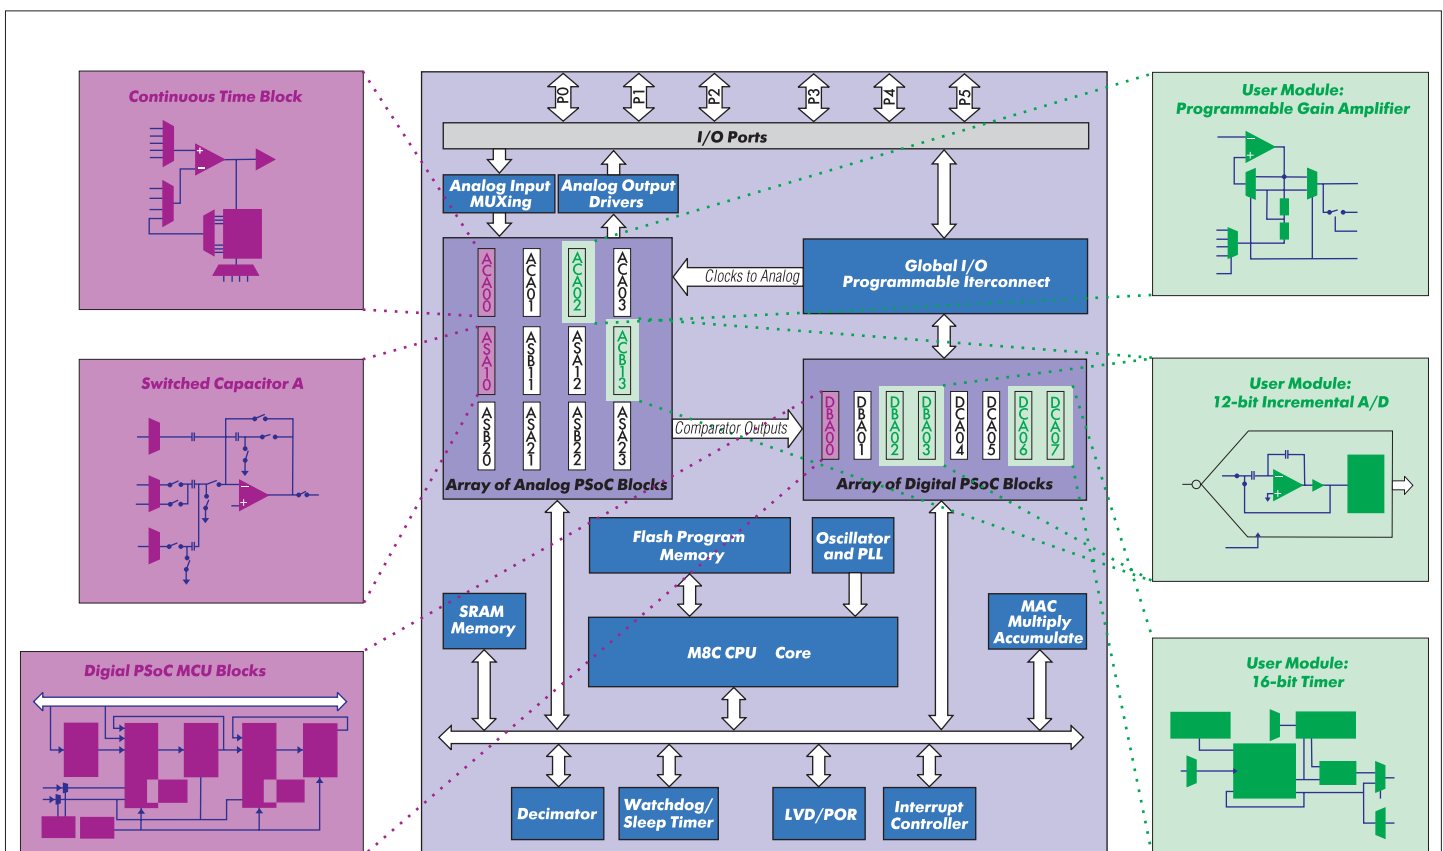 P0
P1
P2
P3
P4
P5
I/O Ports
Continuous Time Block
+
−
User Module:
Programmable Gain Amplifier
−
+
Analog Input
MUXing
Analog Output
Drivers
ACA00
ACA01
ACA02
ACA03
Clocks to Analog
Global I/O
Programmable Iterconnect
ASA10
ASB11
ASA12
ACB13
Switched Capacitor A
−
+
ASB20
ASA21
ASB22
ASA23
Array of Analog PSoC Blocks
Comparator Outputs
DBA00
DBA01
DBA02
DBA03
DCA04
DCA05
DCA06
DCA07
Array of Digital PSoC Blocks
User Module:
12-bit Incremental A/D
−
+
Flash Program
Memory
Oscillator
and PLL
SRAM
Memory
M8C CPU Core
MAC
Multiply
Accumulate
Digial PSoC MCU Blocks
User Module:
16-bit Timer
Decimator
Watchdog/
Sleep Timer
LVD/POR
Interrupt
Controller